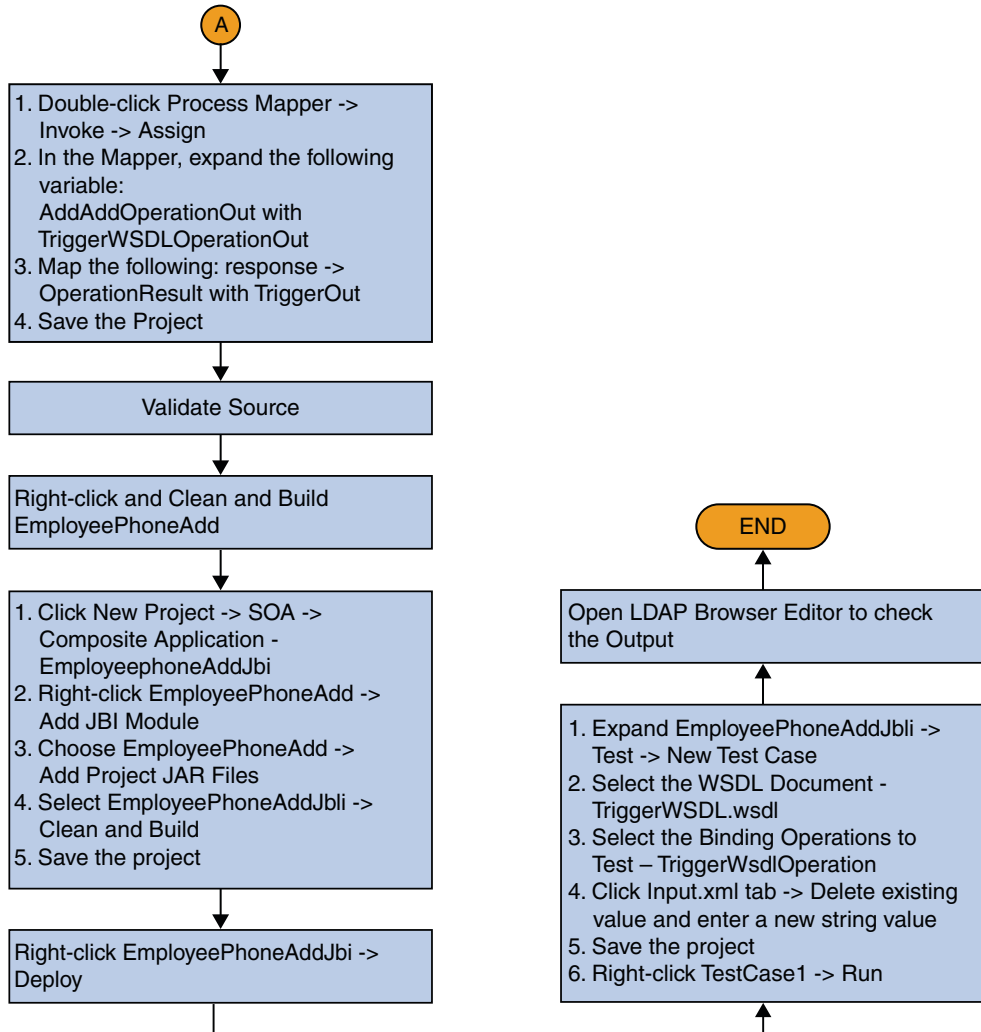 A
1. Double-click Process Mapper ->
Invoke -> Assign
2. In the Mapper, expand the following
variable:
AddAddOperationOut with
TriggerWSDLOperationOut
3. Map the following: response ->
OperationResult with TriggerOut
4. Save the Project
Validate Source
Right-click and Clean and Build
EmployeePhoneAdd
1. Click New Project -> SOA ->
Composite Application -
EmployeephoneAddJbi
2. Right-click EmployeePhoneAdd ->
Add JBI Module
3. Choose EmployeePhoneAdd ->
Add Project JAR Files
4. Select EmployeePhoneAddJbli ->
Clean and Build
5. Save the project
Right-click EmployeePhoneAddJbi ->
Deploy
END
Open LDAP Browser Editor to check
the Output
1. Expand EmployeePhoneAddJbli ->
Test -> New Test Case
2. Select the WSDL Document -
TriggerWSDL.wsdl
3. Select the Binding Operations to
Test – TriggerWsdlOperation
4. Click Input.xml tab -> Delete existing
value and enter a new string value
5. Save the project
6. Right-click TestCase1 -> Run